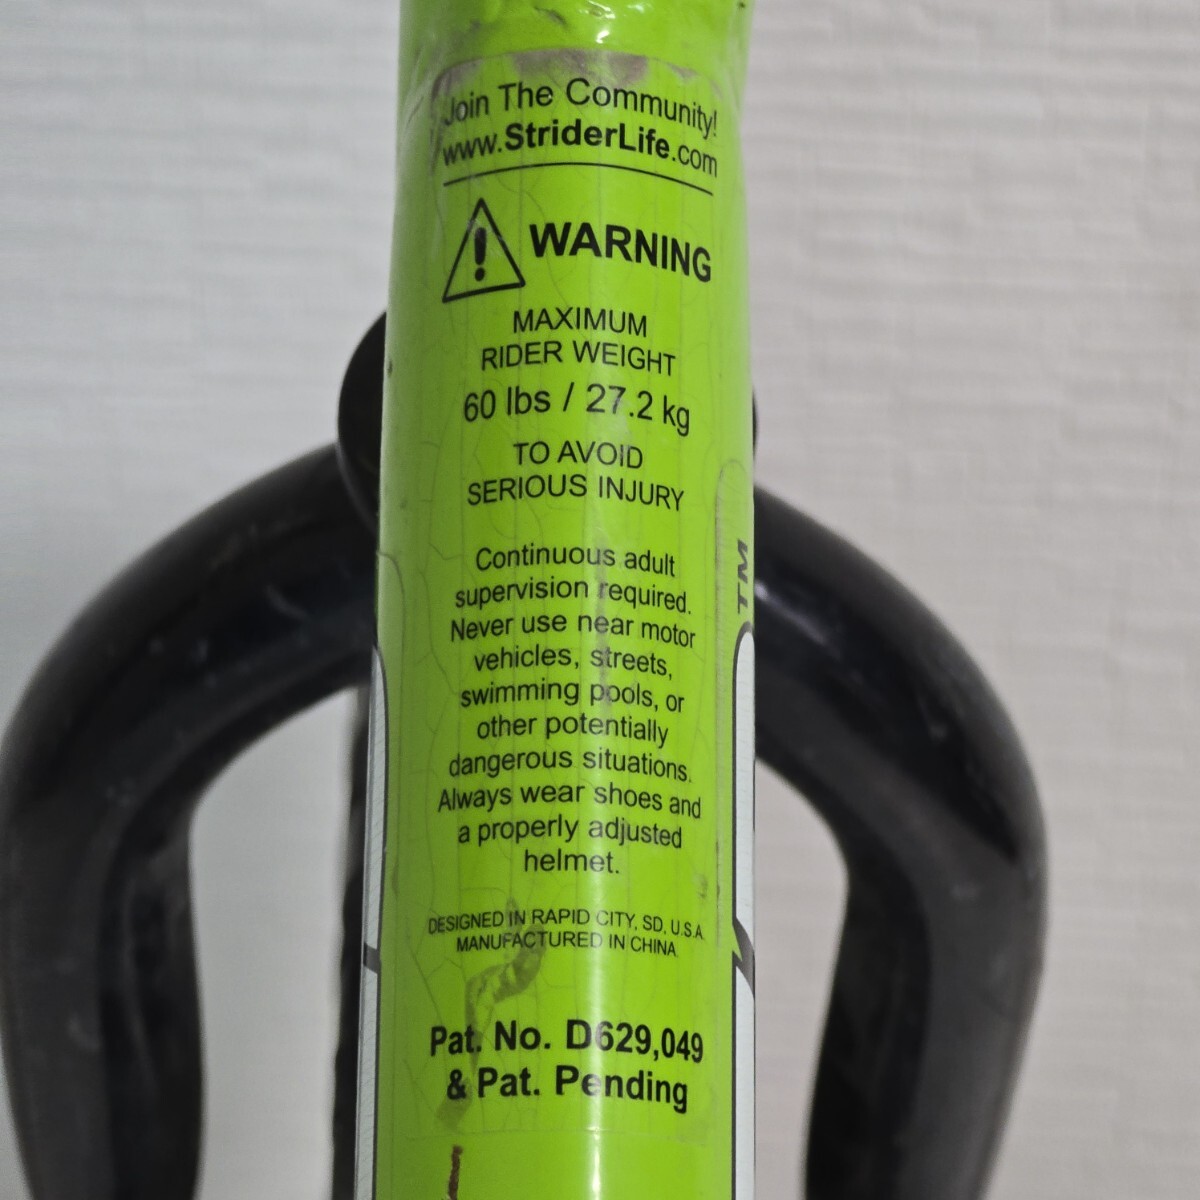 Join The Community!
www.StriderLife.com
WARNING
MAXIMUM
RIDER WEIGHT
60 lbs / 27.2 kg
TO AVOID
SERIOUS INJURY
Continuous adult
supervision required.
Never use near motor
vehicles, streets,
swimming pools, or
other potentially
dangerous situations.
Always wear shoes and
a properly adjusted
helmet.
DESIGNED IN RAPID CITY, SD, U.S.A.
MANUFACTURED IN CHINA
Pat. No. D629,049
& Pat. Pending
TM